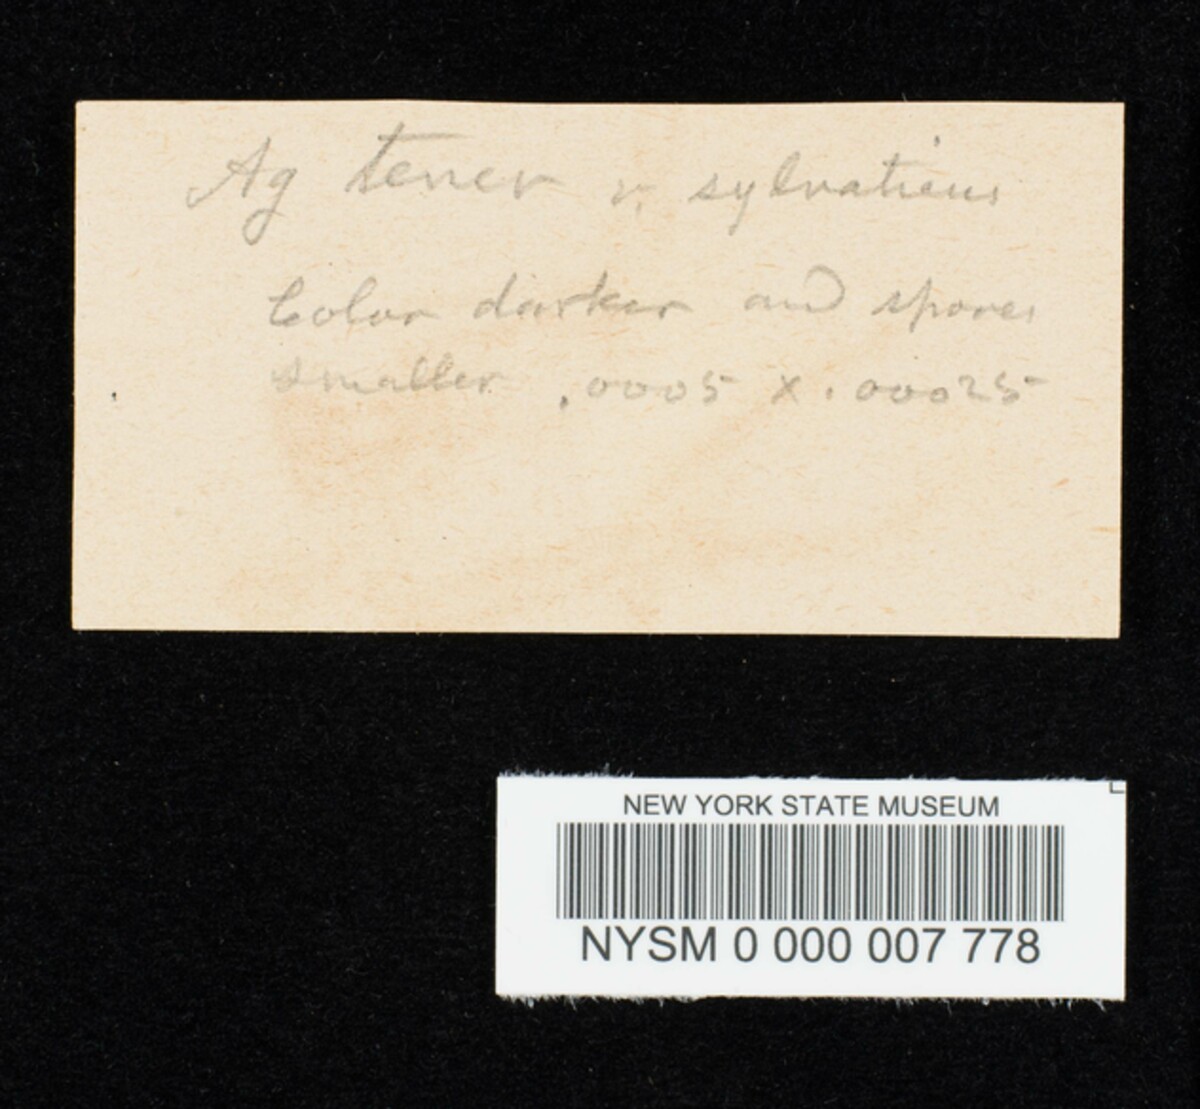 Ag tener v. sylvaticus
Color darker and spores
smaller .0005 x .00025
NEW YORK STATE MUSEUM
NYSM 0 000 007 778